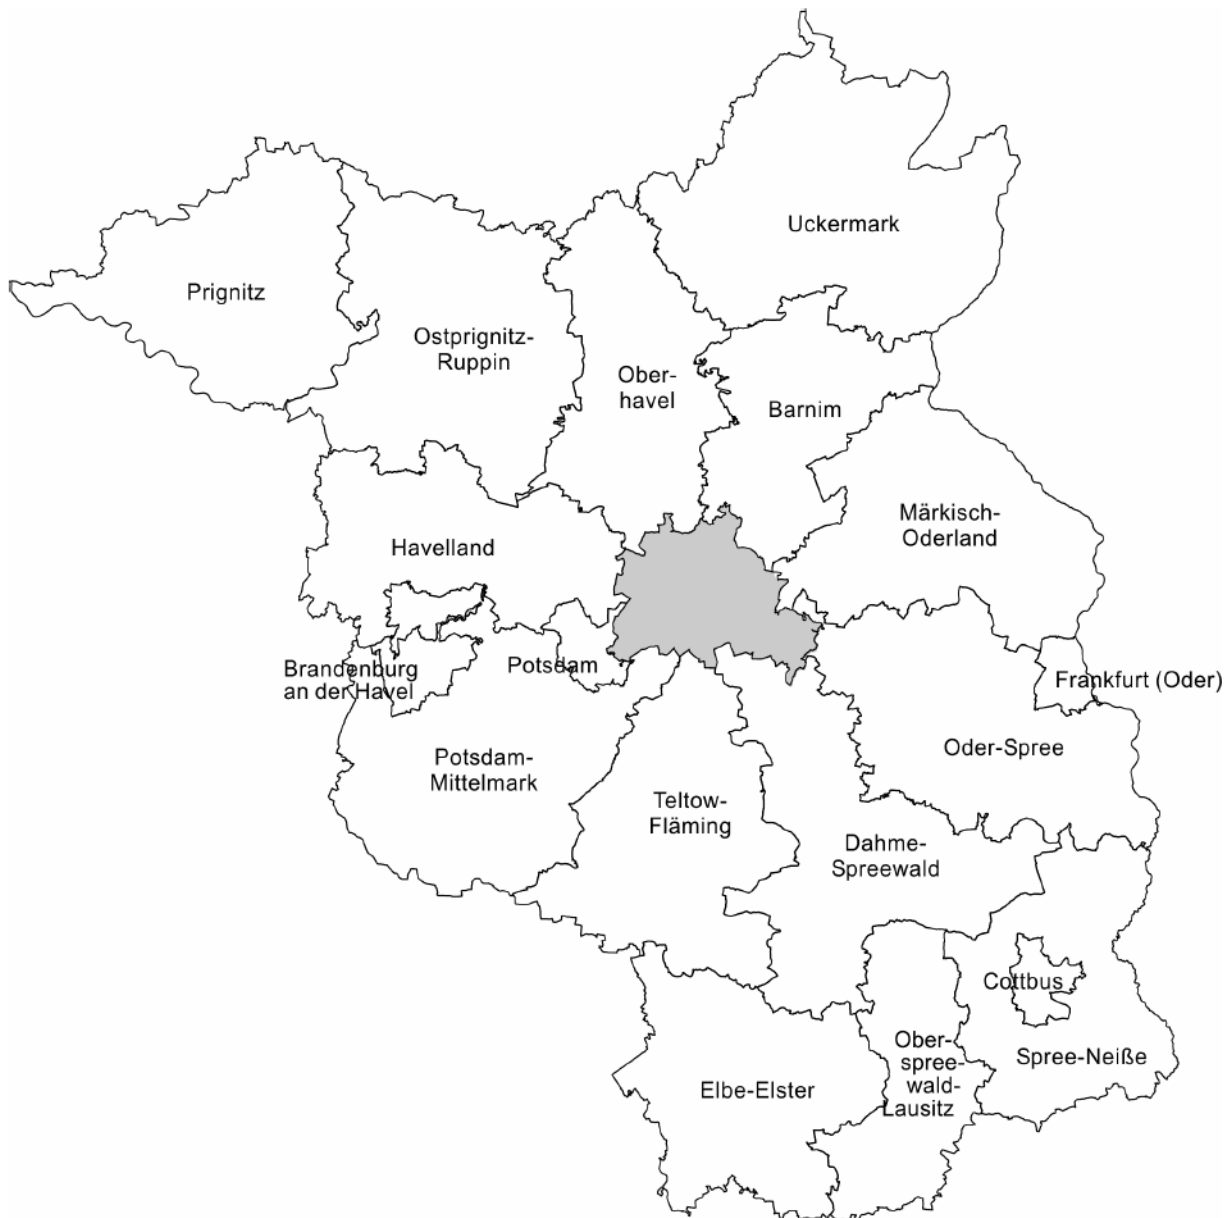 Uckermark
Prignitz
Ostprignitz-
Ruppin
Ober-
havel
Barnim
Märkisch-
Oderland
Havelland
Brandenburg
an der Havel
Potsdam
Frankfurt (Oder)
Potsdam-
Mittelmark
Oder-Spree
Teltow-
Fläming
Dahme-
Spreewald
Cottbus
Ober-
spree-
wald-
Lausitz
Spree-Neiße
Elbe-Elster